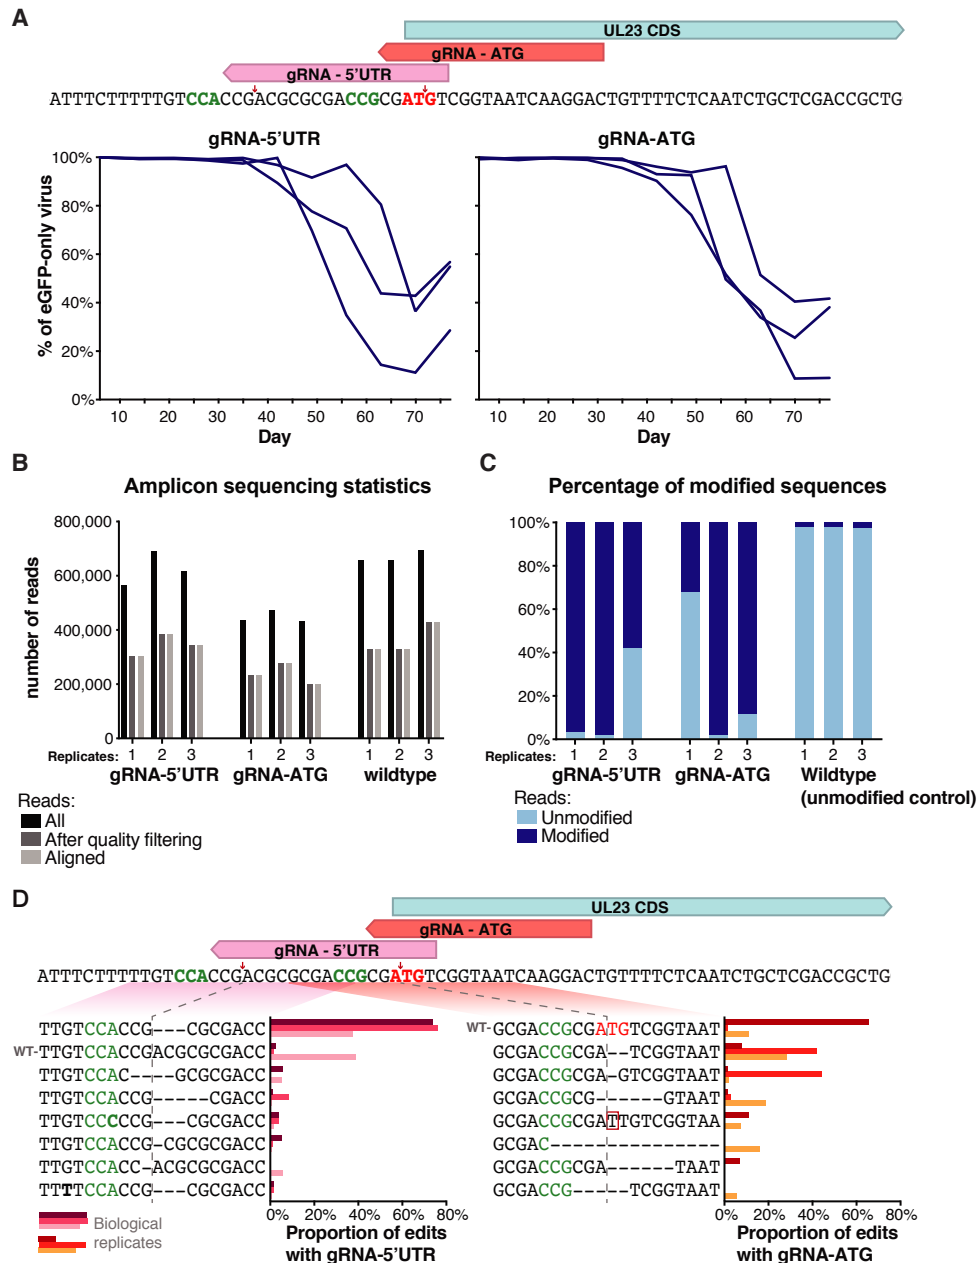 A
UL23 CDS
gRNA - ATG
gRNA - 5'UTR
ATTTCTTTTTGTCCACCGACGCGCGACCGCGATGTCGGTAATCAAGGACTGTTTTCTCAATCTGCTCGACCGCTG
gRNA-5'UTR
gRNA-ATG
% of eGFP-only virus
100%
80%
60%
40%
20%
0%
10 20 30 40 50 60 70
10 20 30 40 50 60 70
Day
Day
B
Amplicon sequencing statistics
number of reads
800,000
600,000
400,000
200,000
0
Replicates: 1 2 3 1 2 3 1 2 3
gRNA-5'UTR gRNA-ATG wildtype
Reads:
All
After quality filtering
Aligned
C
Percentage of modified sequences
100%
80%
60%
40%
20%
0%
Replicates: 1 2 3 1 2 3 1 2 3
gRNA-5'UTR gRNA-ATG Wildtype
(unmodified control)
Reads:
Unmodified
Modified
D
UL23 CDS
gRNA - ATG
gRNA - 5'UTR
ATTTCTTTTTGTCCACCGACGCGCGACCGCGATGTCGGTAATCAAGGACTGTTTTCTCAATCTGCTCGACCGCTG
TTGTCCACCG---CGCGACC
WT-TTGTCCACCGACGCGCGACC
TTGTCCAC----GCGCGACC
TTGTCCACCG-----CGACC
TTGTCCCCCG---CGCGACC
TTGTCCACCG-CGCGCGACC
TTGTCCACC-ACGCGCGACC
TTTTCCACCG---CGCGACC
0% 20% 40% 60% 80%
Proportion of edits
with gRNA-5'UTR
Biological
replicates
WT-GCGACCGCGATGTCGGTAAT
GCGACCGCGA--TCGGTAAT
GCGACCGCGA-GTCGGTAAT
GCGACCGCG------GTAAT
GCGACCGCGATTGTCGGTAA
GCGAC---------------
GCGACCGCGA------TAAT
GCGACCG-----TCGGTAAT
0% 20% 40% 60% 80%
Proportion of edits
with gRNA-ATG